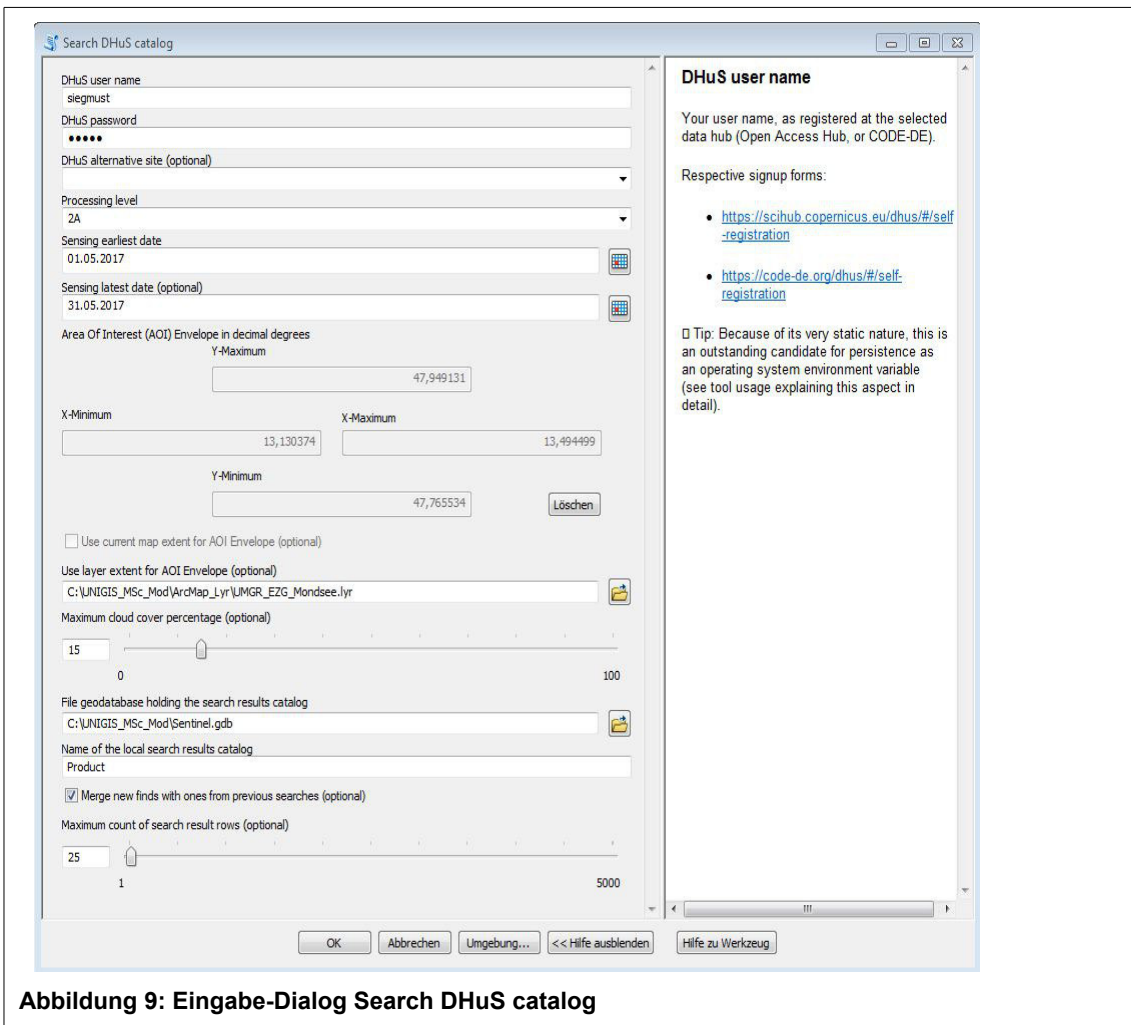 Search DHuS catalog
DHuS user name
siegmust
DHuS password
•••••
DHuS alternative site (optional)
Processing level
2A
Sensing earliest date
01.05.2017
Sensing latest date (optional)
31.05.2017
Area Of Interest (AOI) Envelope in decimal degrees
Y-Maximum
47,949131
X-Minimum
X-Maximum
13,130374
13,494499
Y-Minimum
47,765534
Löschen
Use current map extent for AOI Envelope (optional)
Use layer extent for AOI Envelope (optional)
C:\UNIGIS_MSc_Mod\ArcMap_Lyr\UMGR_EZG_Mondsee.lyr
Maximum cloud cover percentage (optional)
15
0 100
File geodatabase holding the search results catalog
C:\UNIGIS_MSc_Mod\Sentinel.gdb
Name of the local search results catalog
Product
Merge new finds with ones from previous searches (optional)
Maximum count of search result rows (optional)
25
1 5000
OK Abbrechen Umgebung... << Hilfe ausblenden
DHuS user name
Your user name, as registered at the selected
data hub (Open Access Hub, or CODE-DE).
Respective signup forms:
• https://scihub.copernicus.eu/dhus/#/self
-registration
• https://code-de.org/dhus/#/self-
registration
▯ Tip: Because of its very static nature, this is
an outstanding candidate for persistence as
an operating system environment variable
(see tool usage explaining this aspect in
detail).
Hilfe zu Werkzeug
Abbildung 9: Eingabe-Dialog Search DHuS catalog